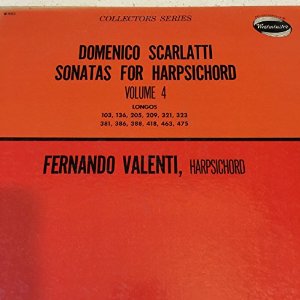 COLLECTORS SERIES
Westminster
DOMENICO SCARLATTI
SONATAS FOR HARPSICHORD
VOLUME 4
LONGOS
103, 136, 205, 209, 321, 323
381, 386, 388, 418, 463, 475
FERNANDO VALENTI, HARPSICHORD